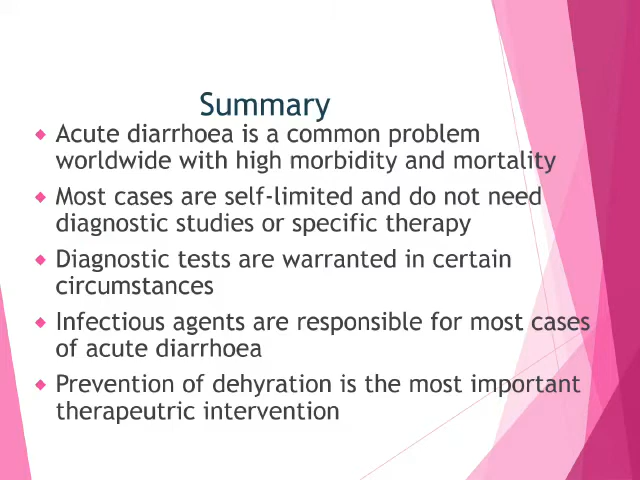 Summary
Acute diarrhoea is a common problem
worldwide with high morbidity and mortality
Most cases are self-limited and do not need
diagnostic studies or specific therapy
Diagnostic tests are warranted in certain
circumstances
Infectious agents are responsible for most cases
of acute diarrhoea
Prevention of dehyration is the most important
therapeutric intervention